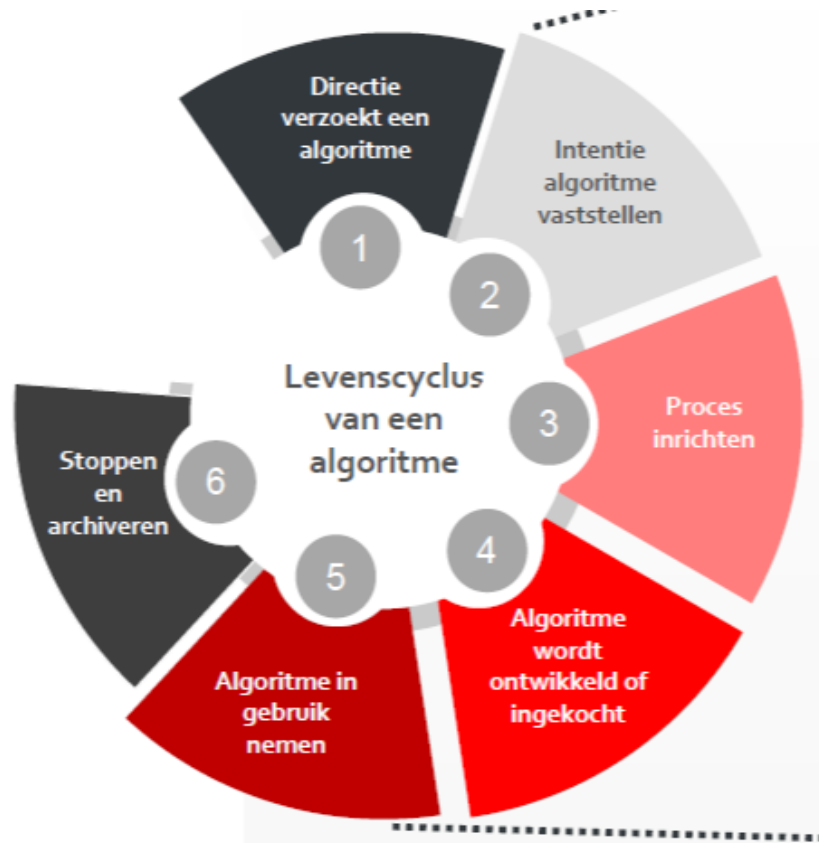 Directie
verzoekt een
algoritme
1
Intentie
algoritme
vaststellen
2
Proces
inrichten
3
Algoritme
wordt
ontwikkeld of
ingekocht
4
Algoritme in
gebruik
nemen
5
Stoppen
en
archiveren
6
Levenscyclus
van een
algoritme